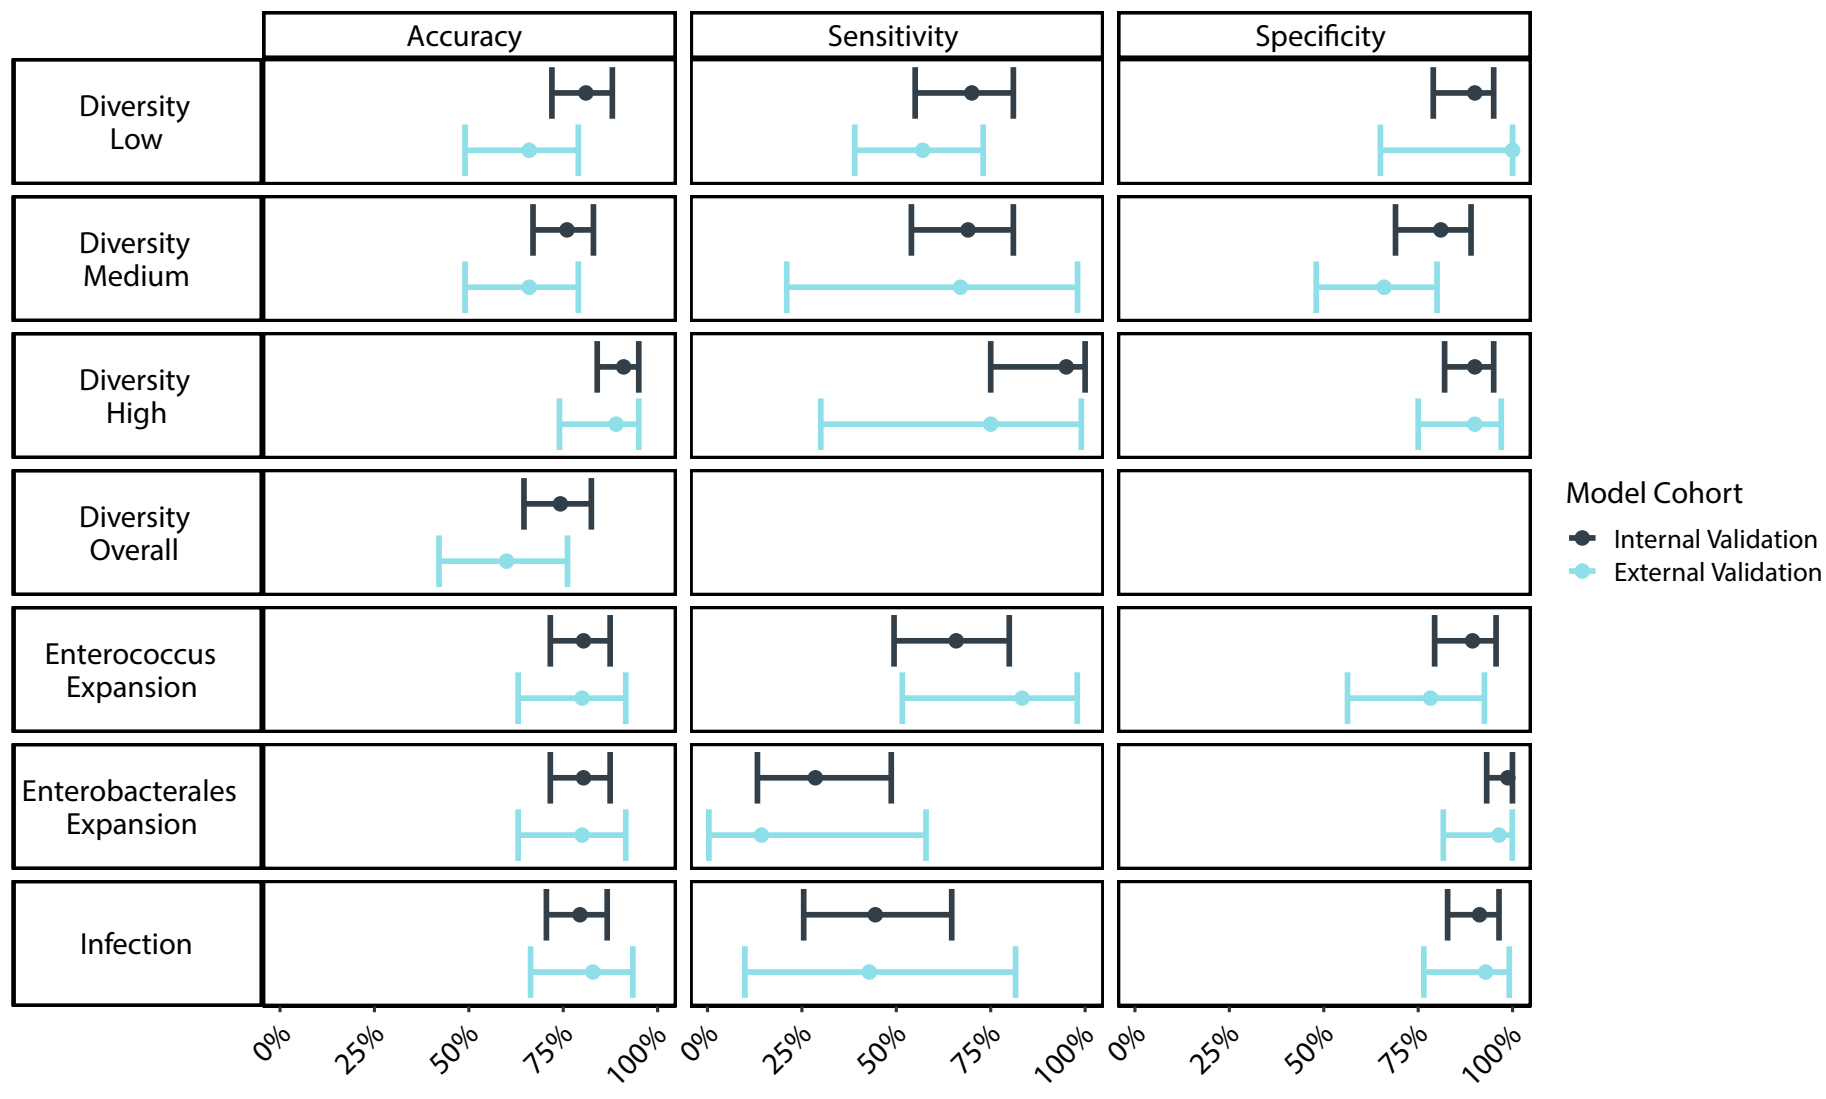 Accuracy
Sensitivity
Specificity
Diversity
Low
Diversity
Medium
Diversity
High
Diversity
Overall
Enterococcus
Expansion
Enterobacterales
Expansion
Infection
0%
25%
50%
75%
100%
0%
25%
50%
75%
100%
0%
25%
50%
75%
100%
Model Cohort
Internal Validation
External Validation